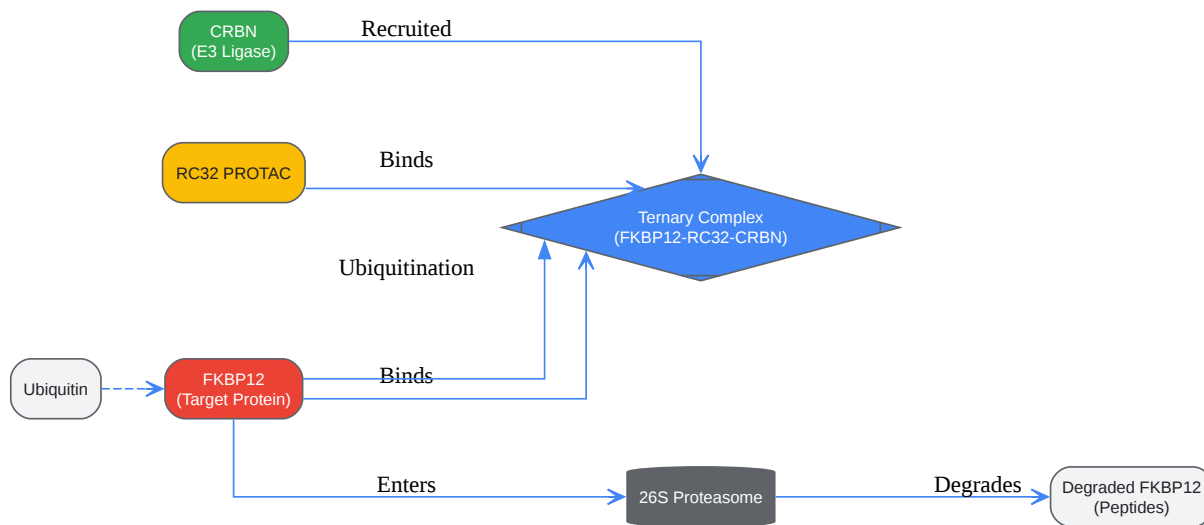 CRBN
(E3 Ligase)
Recruited
RC32 PROTAC
Binds
Ternary Complex
(FKBP12-RC32-CRBN)
Ubiquitination
Ubiquitin
FKBP12
(Target Protein)
Binds
Enters
26S Proteasome
Degrades
Degraded FKBP12
(Peptides)